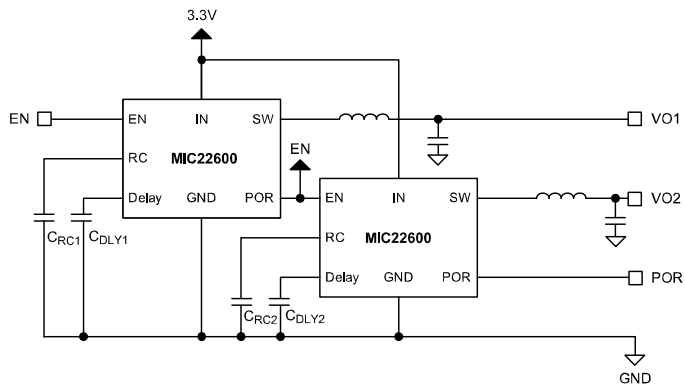 3.3V
EN
EN IN SW
VO1
RC MIC22600
EN
Delay GND POR
EN IN SW
VO2
CRC1 CDLY1
RC MIC22600
Delay GND POR
POR
CRC2 CDLY2
GND